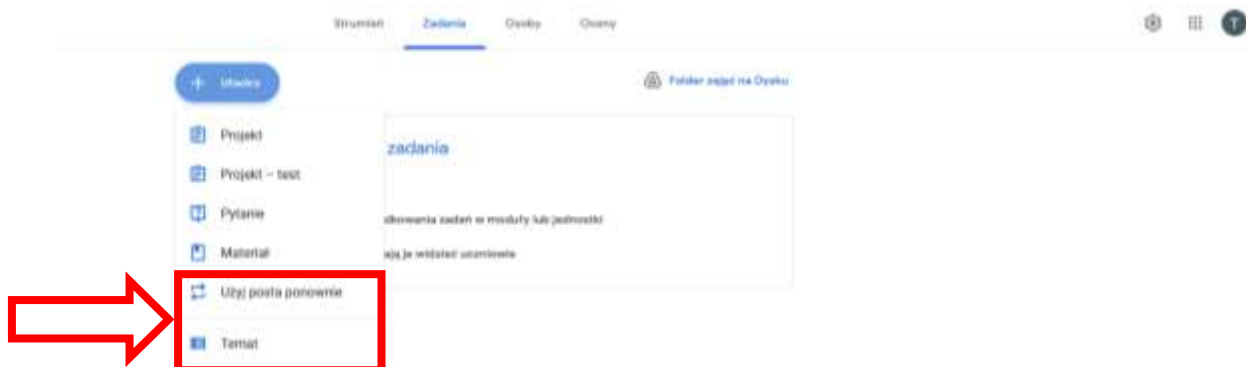 Strumień Zadania Osoby Oceny
T
+ Utwórz
Folder zajęć na Dysku
Projekt
zadania
Projekt – test
Pytanie
dkowania zadań w moduły lub jednostki
Materiał
ają je widzieć uczniowie
Użyj posta ponownie
Temat